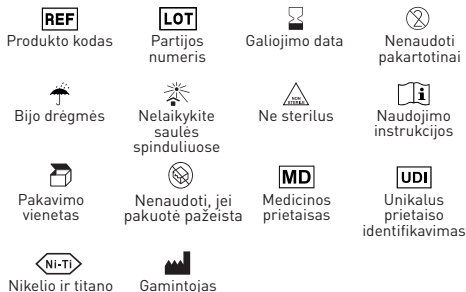 REF
LOT
Produkto kodas
Partijos
numeris
Galiojimo data
Nenaudoti
pakartotinai
Bijo drėgmės
Nelaikykite
saulės
spinduliuose
NON
STERILE
Ne sterilus
Naudojimo
instrukcijos
Pakavimo
vienetas
Nenaudoti, jei
pakuotė pažeista
MD
Medicinos
prietaisas
UDI
Unikalus
prietaiso
identifikavimas
Ni-Ti
Nikelio ir titano
Gamintojas